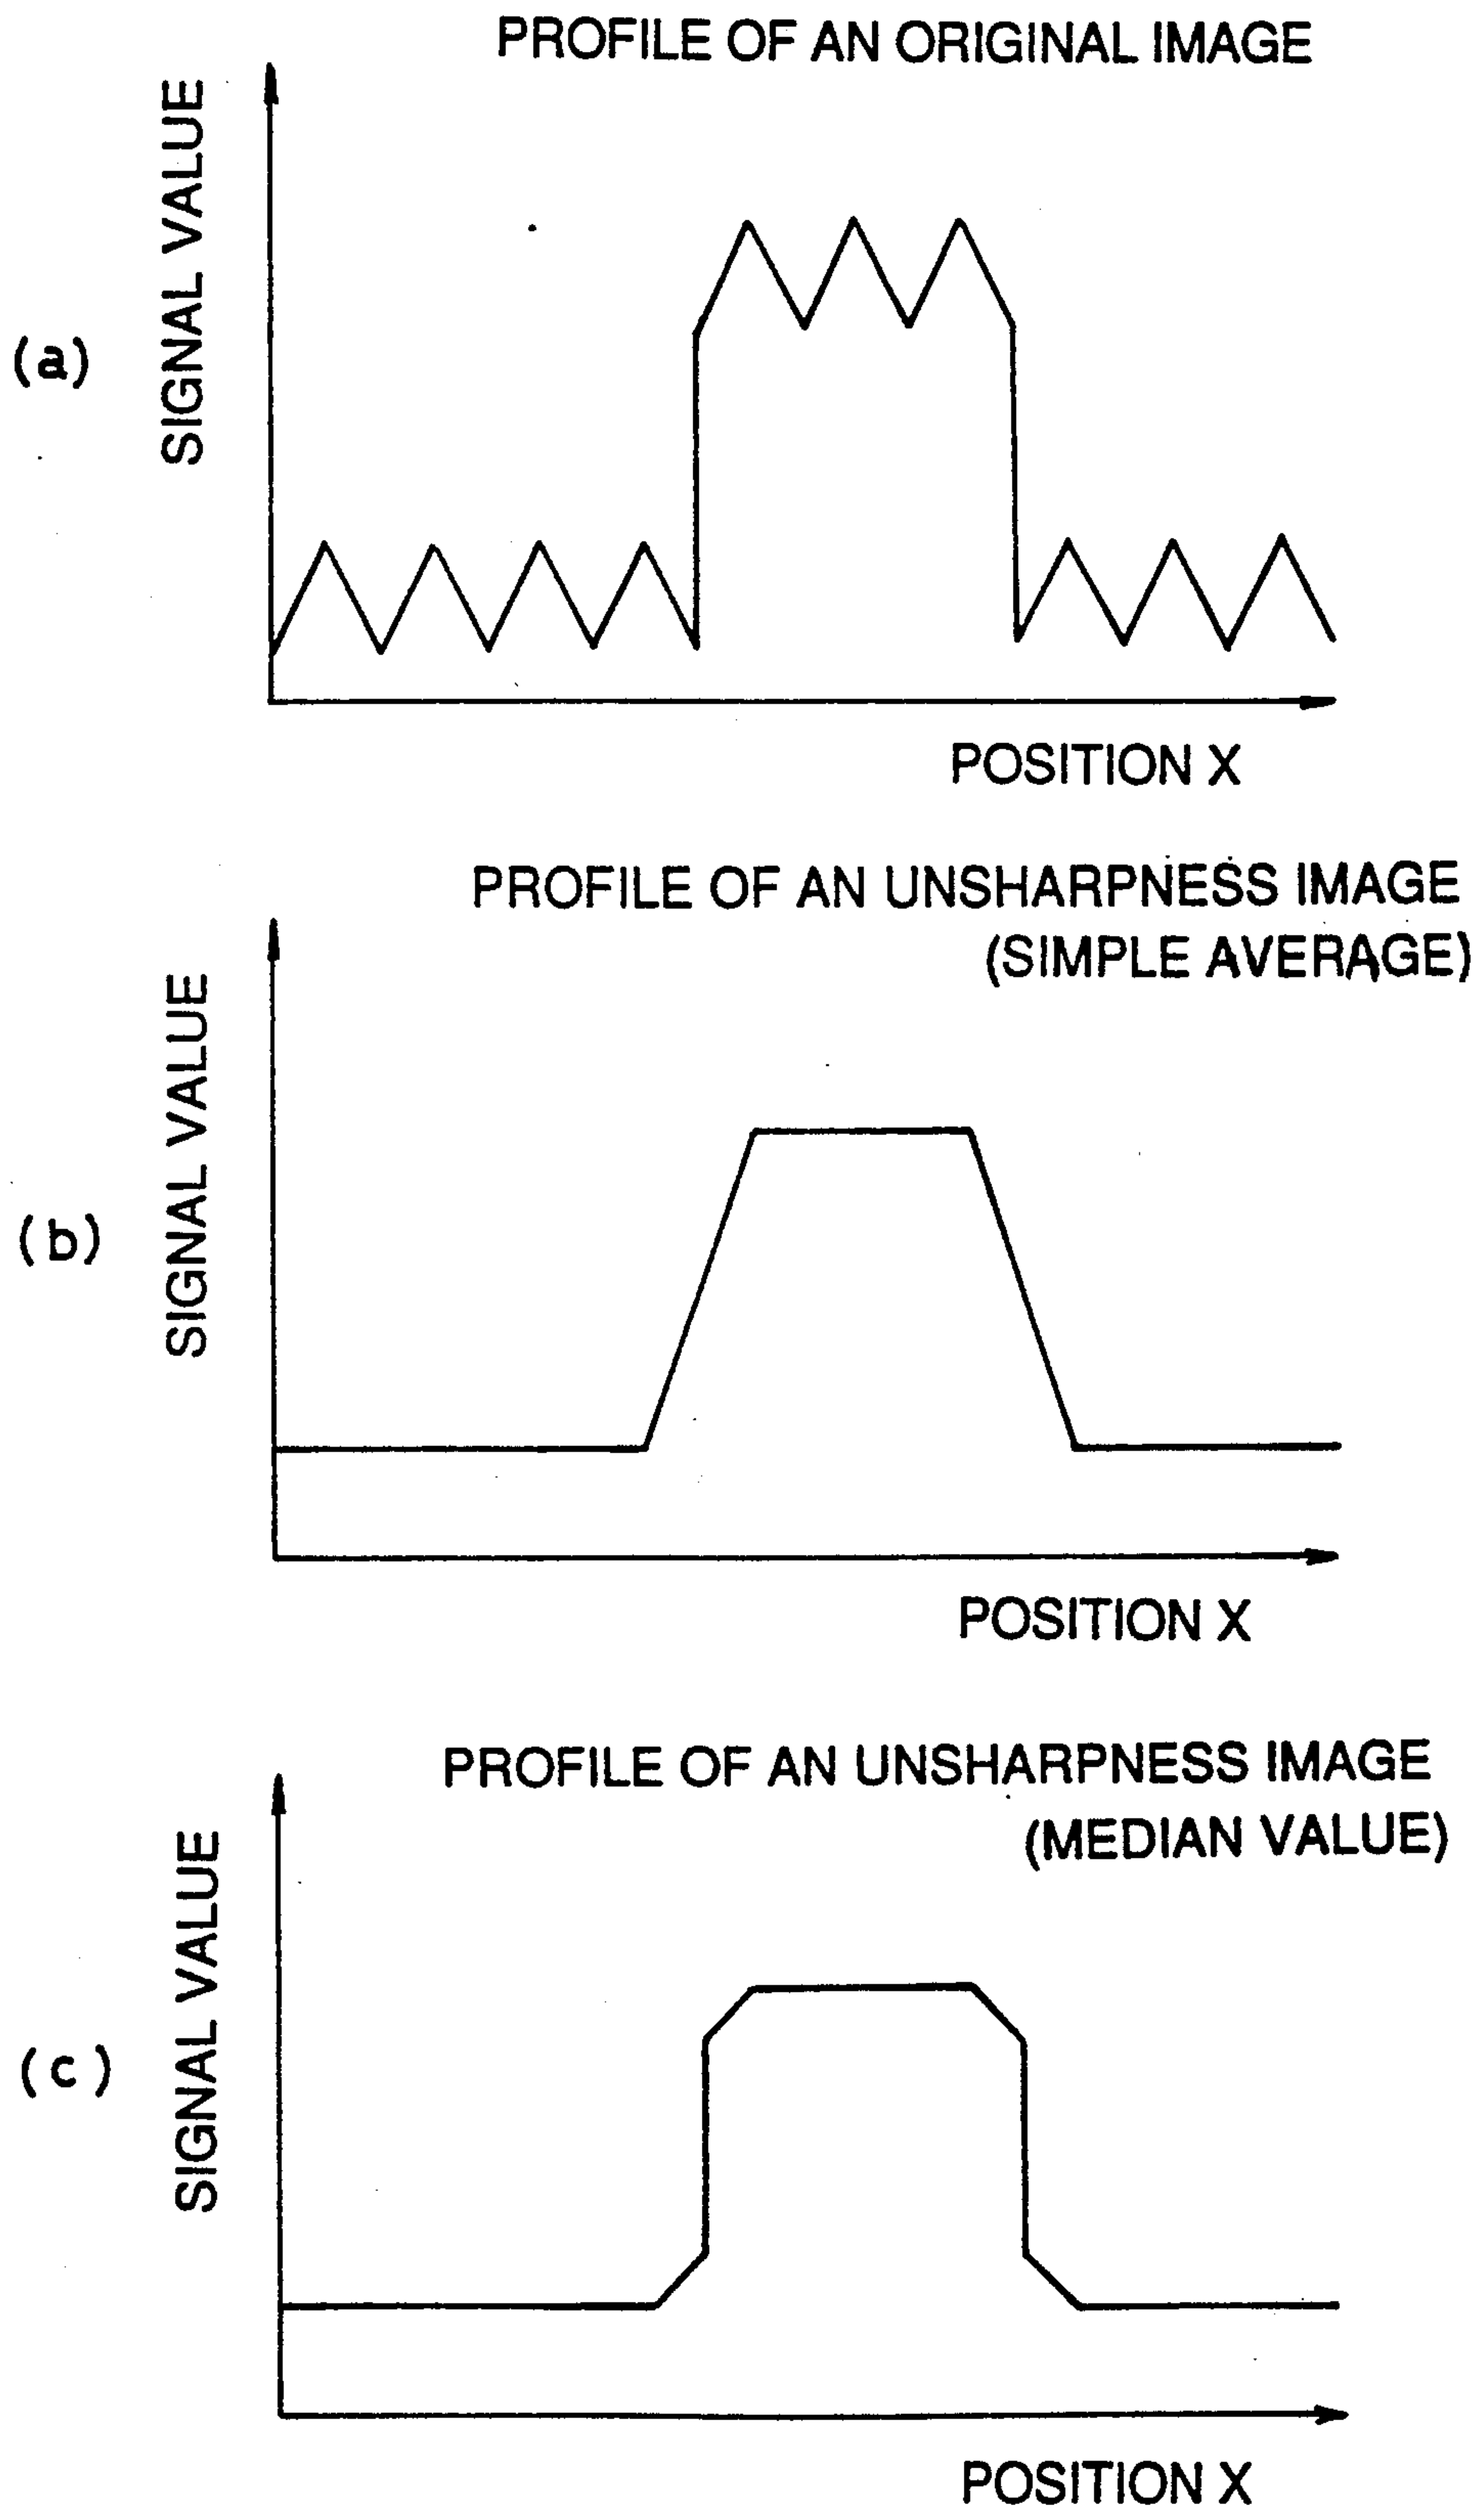 PROFILE OF AN ORIGINAL IMAGE
SIGNAL VALUE
(a)
POSITION X
PROFILE OF AN UNSHARPNESS IMAGE
(SIMPLE AVERAGE)
SIGNAL VALUE
(b)
POSITION X
PROFILE OF AN UNSHARPNESS IMAGE
(MEDIAN VALUE)
SIGNAL VALUE
(c)
POSITION X